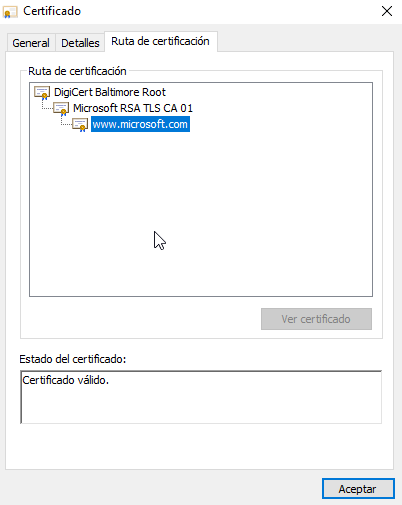 Certificado
General
Detalles
Ruta de certificación
Ruta de certificación
DigiCert Baltimore Root
Microsoft RSA TLS CA 01
www.microsoft.com
Ver certificado
Estado del certificado:
Certificado válido.
Aceptar